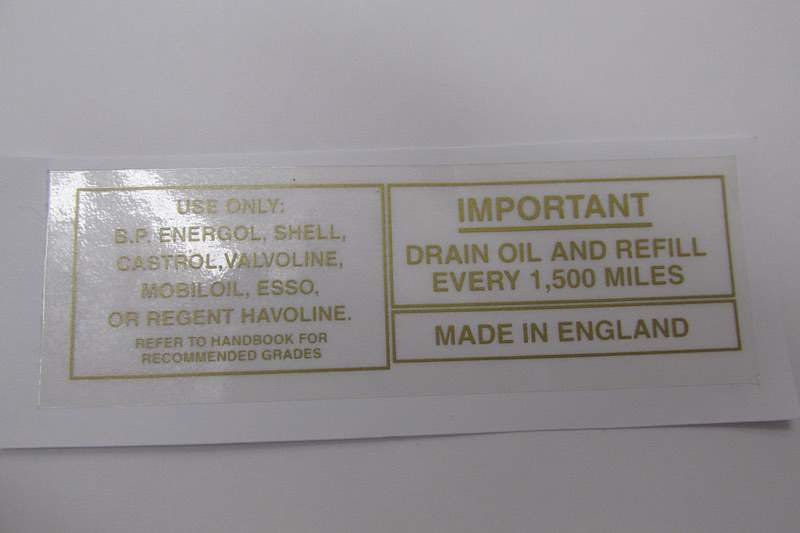 USE ONLY:
B.P. ENERGOL, SHELL,
CASTROL,VALVOLINE,
MOBILOIL, ESSO,
OR REGENT HAVOLINE.
REFER TO HANDBOOK FOR
RECOMMENDED GRADES
IMPORTANT
DRAIN OIL AND REFILL
EVERY 1,500 MILES
MADE IN ENGLAND